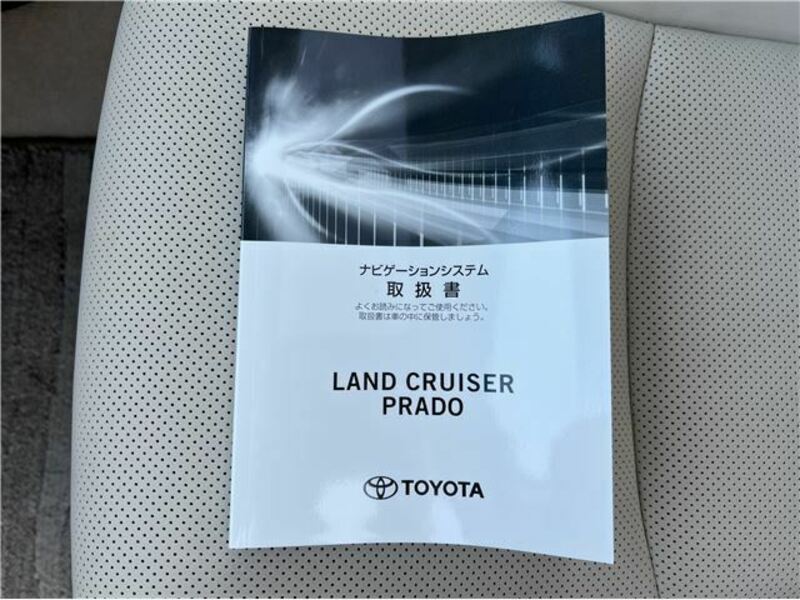 ナビゲーションシステム
取扱書
よくお読みになってご使用ください。
取扱書は車の中に保管しましょう。
LAND CRUISER
PRADO
TOYOTA